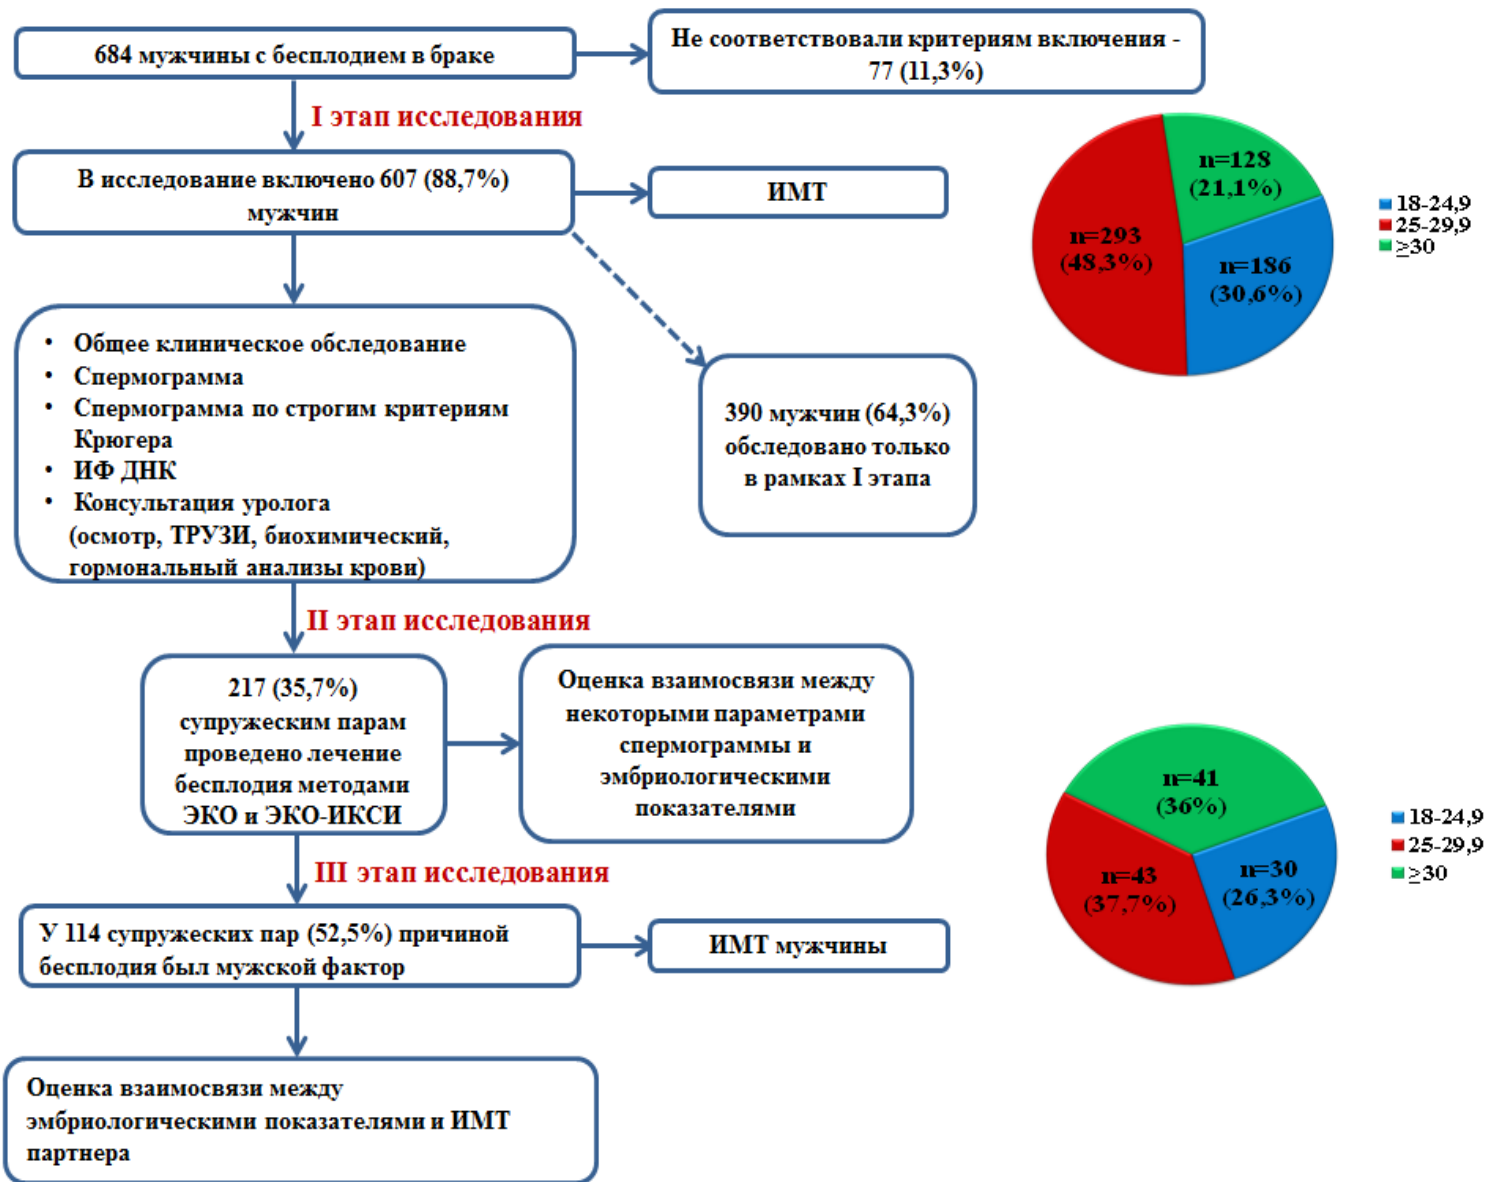 684 мужчины с бесплодием в браке
Не соответствовали критериям включения -
77 (11,3%)
I этап исследования
В исследование включено 607 (88,7%)
мужчин
ИМТ
n=128
(21,1%)
n=293
(48,3%)
n=186
(30,6%)
18-24,9
25-29,9
≥30
• Общее клиническое обследование
• Спермограмма
• Спермограмма по строгим критериям
Крюгера
• ИФ ДНК
• Консультация уролога
(осмотр, ТРУЗИ, биохимический,
гормональный анализы крови)
390 мужчин (64,3%)
обследовано только
в рамках I этапа
II этап исследования
217 (35,7%)
супружеским парам
проведено лечение
бесплодия методами
ЭКО и ЭКО-ИКСИ
Оценка взаимосвязи между
некоторыми параметрами
спермограммы и
эмбриологическими
показателями
n=41
(36%)
n=43
(37,7%)
n=30
(26,3%)
18-24,9
25-29,9
≥30
III этап исследования
У 114 супружеских пар (52,5%) причиной
бесплодия был мужской фактор
ИМТ мужчины
Оценка взаимосвязи между
эмбриологическими показателями и ИМТ
партнера